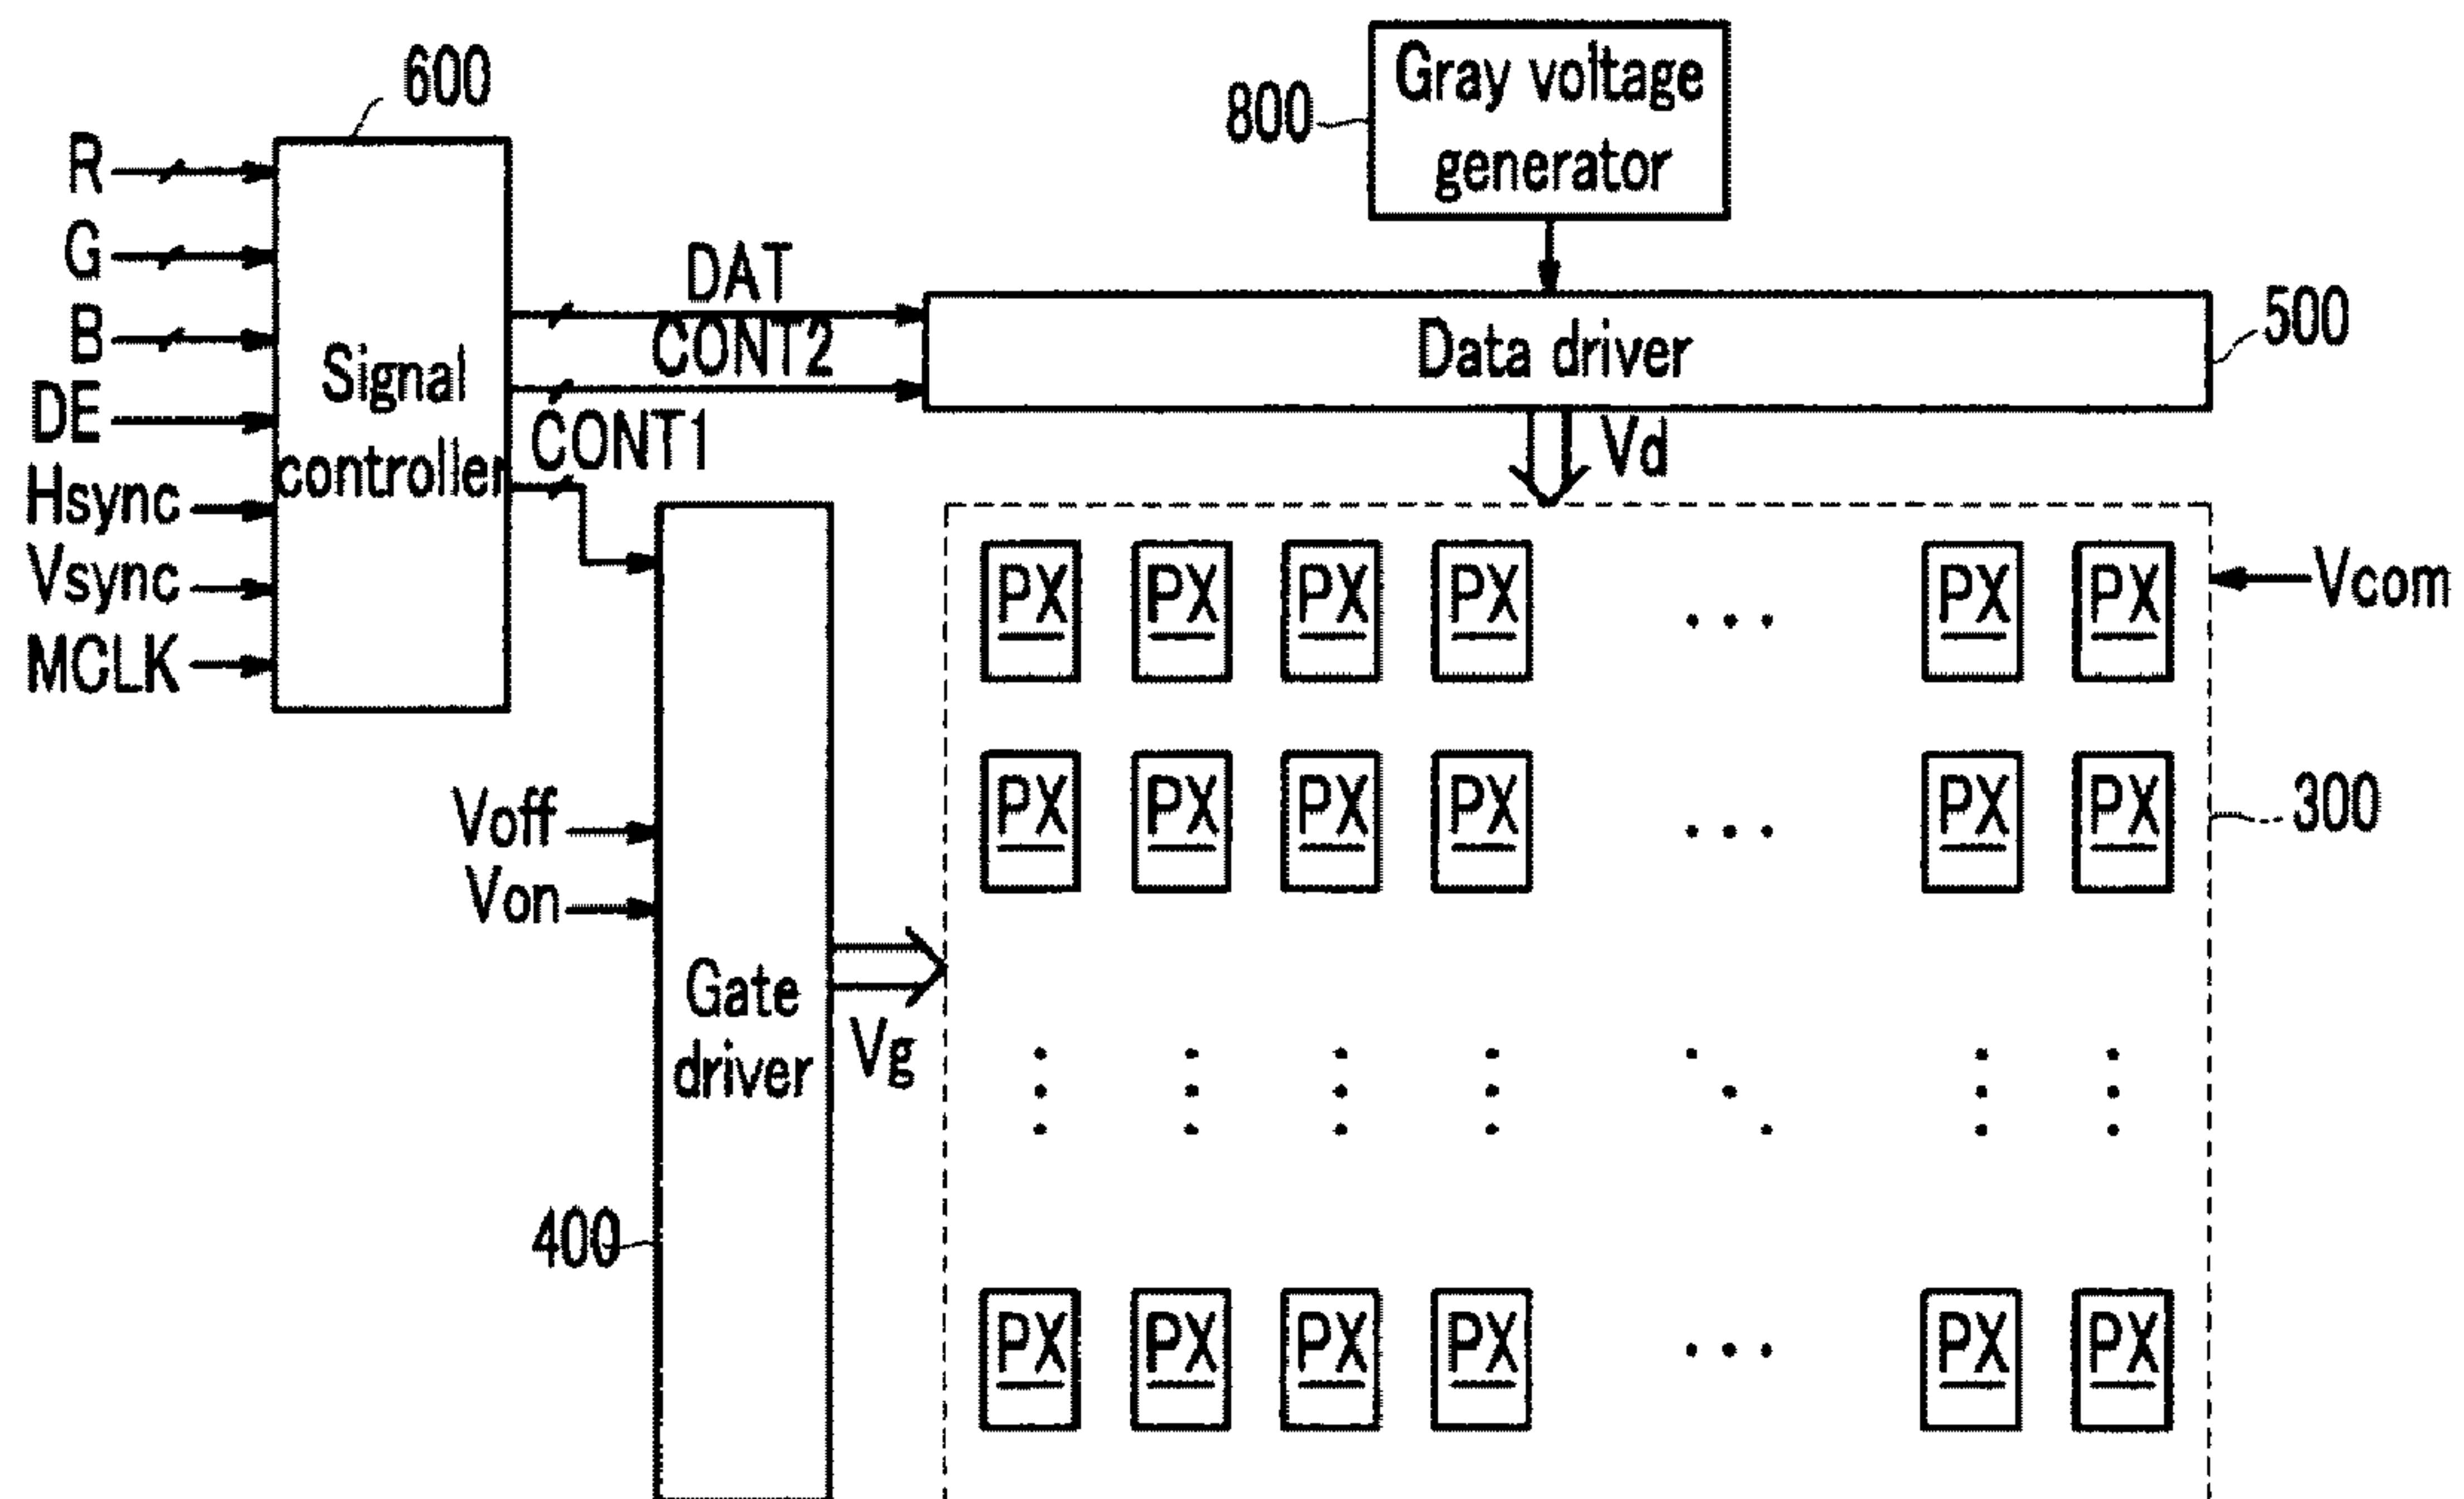 600
R
G
B
DE
Hsync
Vsync
MCLK
Signal
controller
DAT
CONT2
CONT1
800
Gray voltage
generator
Data driver
500
Vd
Vcom
300
Voff
Von
Gate
driver
400
Vg
PX PX PX PX ... PX PX
PX PX PX PX ... PX PX
PX PX PX PX ... PX PX